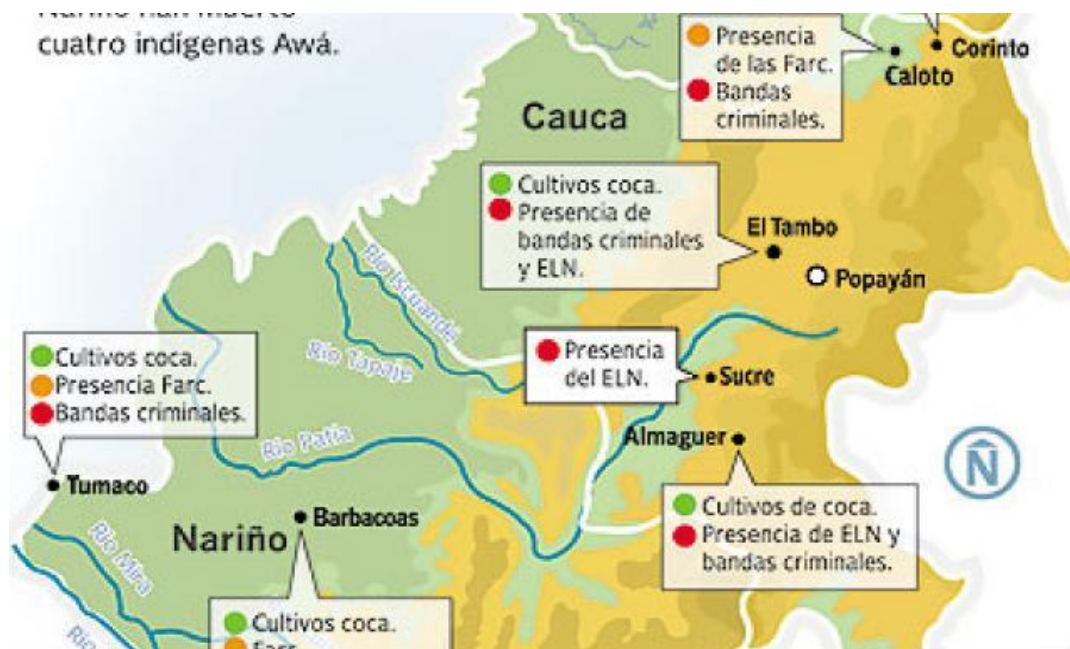 cuatro indígenas Awá.
Presencia
de las Farc.
Bandas
criminales.
Corinto
Caloto
Cauca
Cultivos coca.
Presencia de
bandas criminales
y ELN.
El Tambo
Popayán
Río Iscuandé
Río Tapaje
Presencia
del ELN.
Sucre
Cultivos coca.
Presencia Farc.
Bandas criminales.
Río Patía
Almaguer
N
Tumaco
Barbacoas
Nariño
Cultivos de coca.
Presencia de ELN y
bandas criminales.
Río Mira
Cultivos coca.
Río